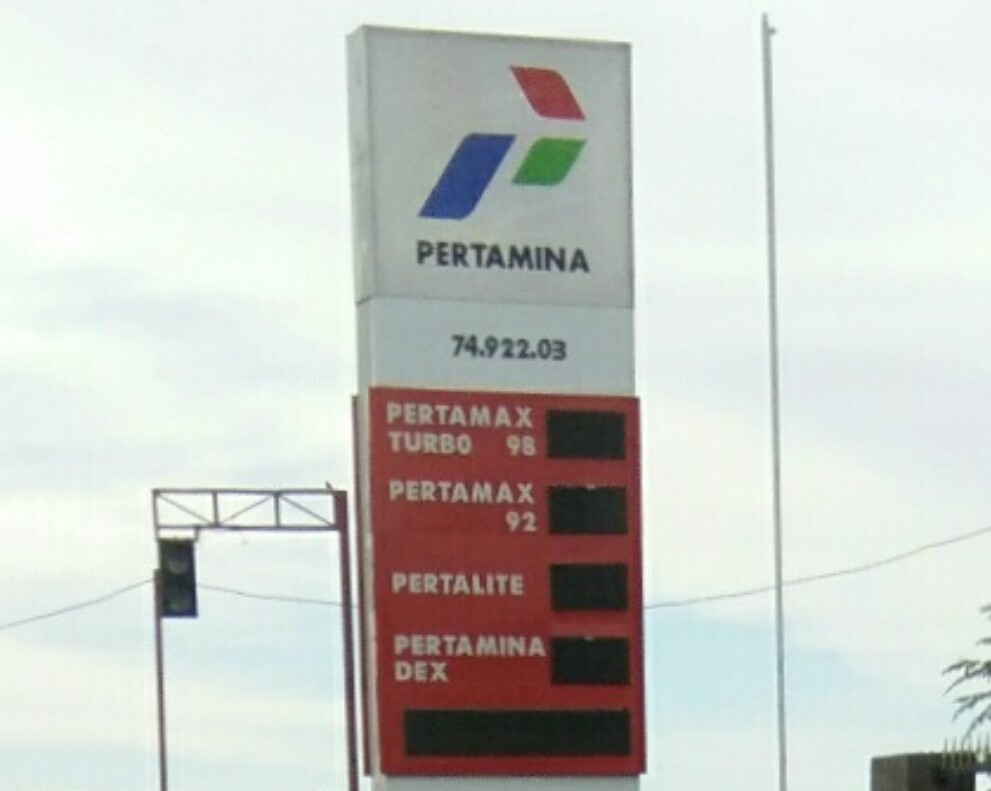 PERTAMINA
74.922.03
PERTAMAX
TURBO 98
PERTAMAX
92
PERTALITE
PERTAMINA
DEX